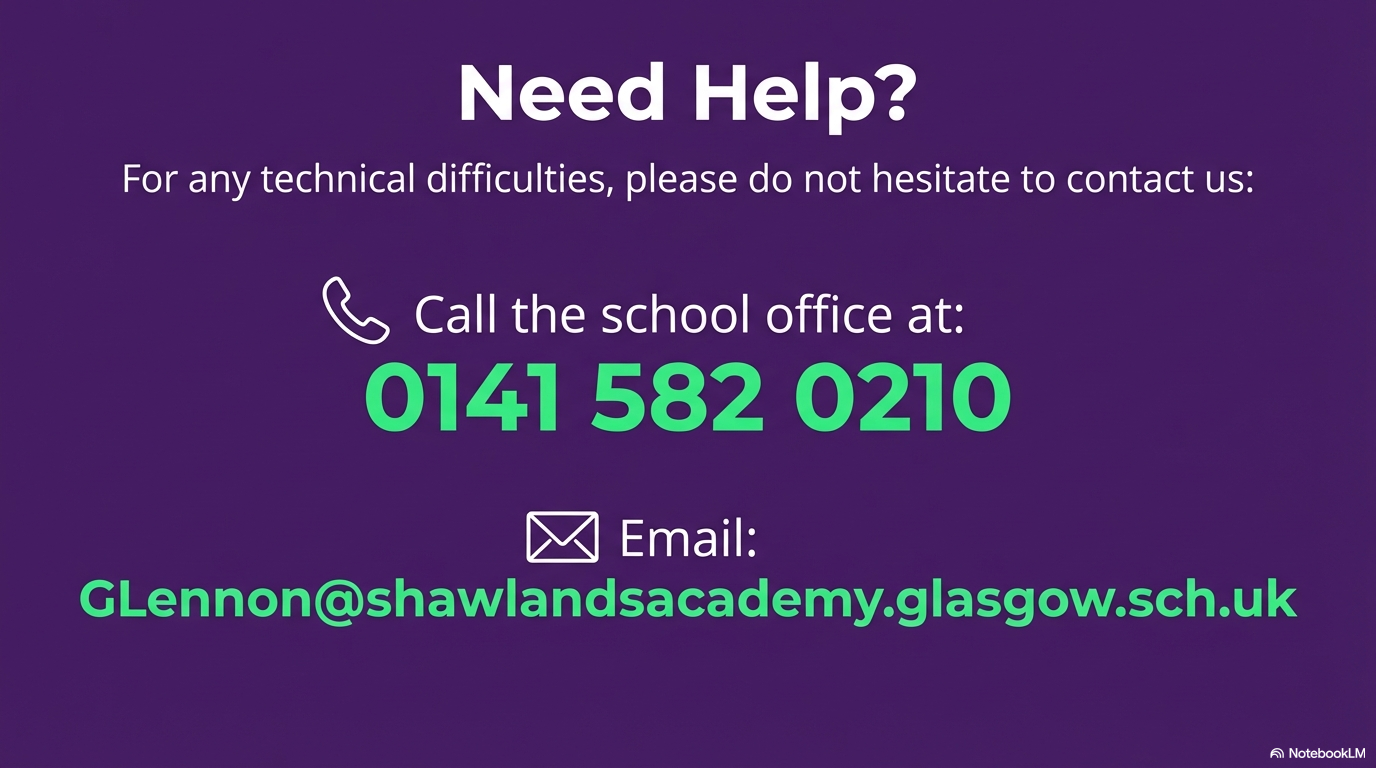 Need Help?
For any technical difficulties, please do not hesitate to contact us:
Call the school office at:
0141 582 0210
Email:
GLennon@shawlandsacademy.glasgow.sch.uk
NotebookLM